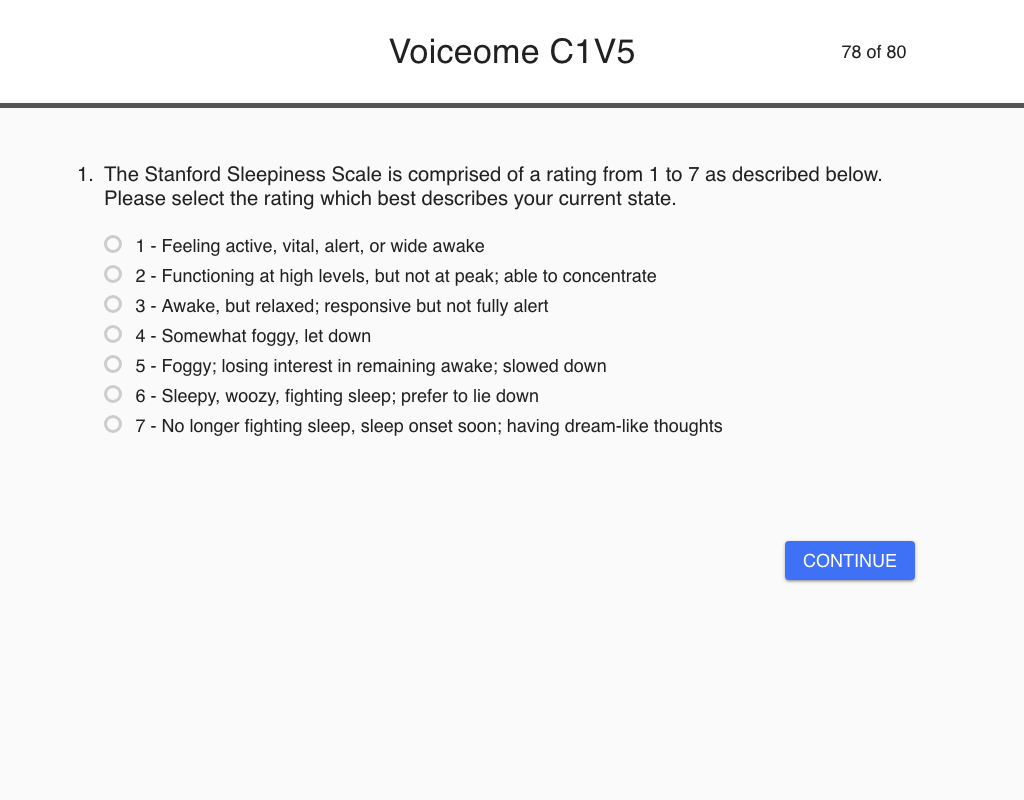 Voiceome C1V5
78 of 80
1. The Stanford Sleepiness Scale is comprised of a rating from 1 to 7 as described below.
Please select the rating which best describes your current state.
1 - Feeling active, vital, alert, or wide awake
2 - Functioning at high levels, but not at peak; able to concentrate
3 - Awake, but relaxed; responsive but not fully alert
4 - Somewhat foggy, let down
5 - Foggy; losing interest in remaining awake; slowed down
6 - Sleepy, woozy, fighting sleep; prefer to lie down
7 - No longer fighting sleep, sleep onset soon; having dream-like thoughts
CONTINUE